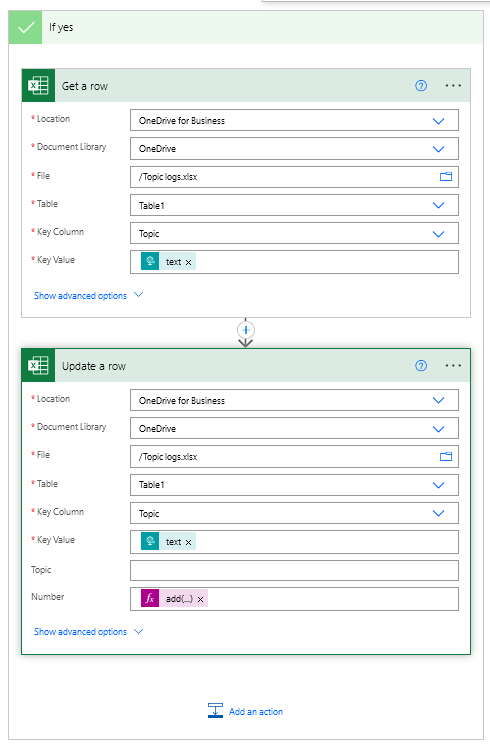 If yes
Get a row
* Location OneDrive for Business
* Document Library OneDrive
* File /Topic logs.xlsx
* Table Table1
* Key Column Topic
* Key Value text ×
Show advanced options
Update a row
* Location OneDrive for Business
* Document Library OneDrive
* File /Topic logs.xlsx
* Table Table1
* Key Column Topic
* Key Value text ×
Topic
Number fx add(...) ×
Show advanced options
Add an action